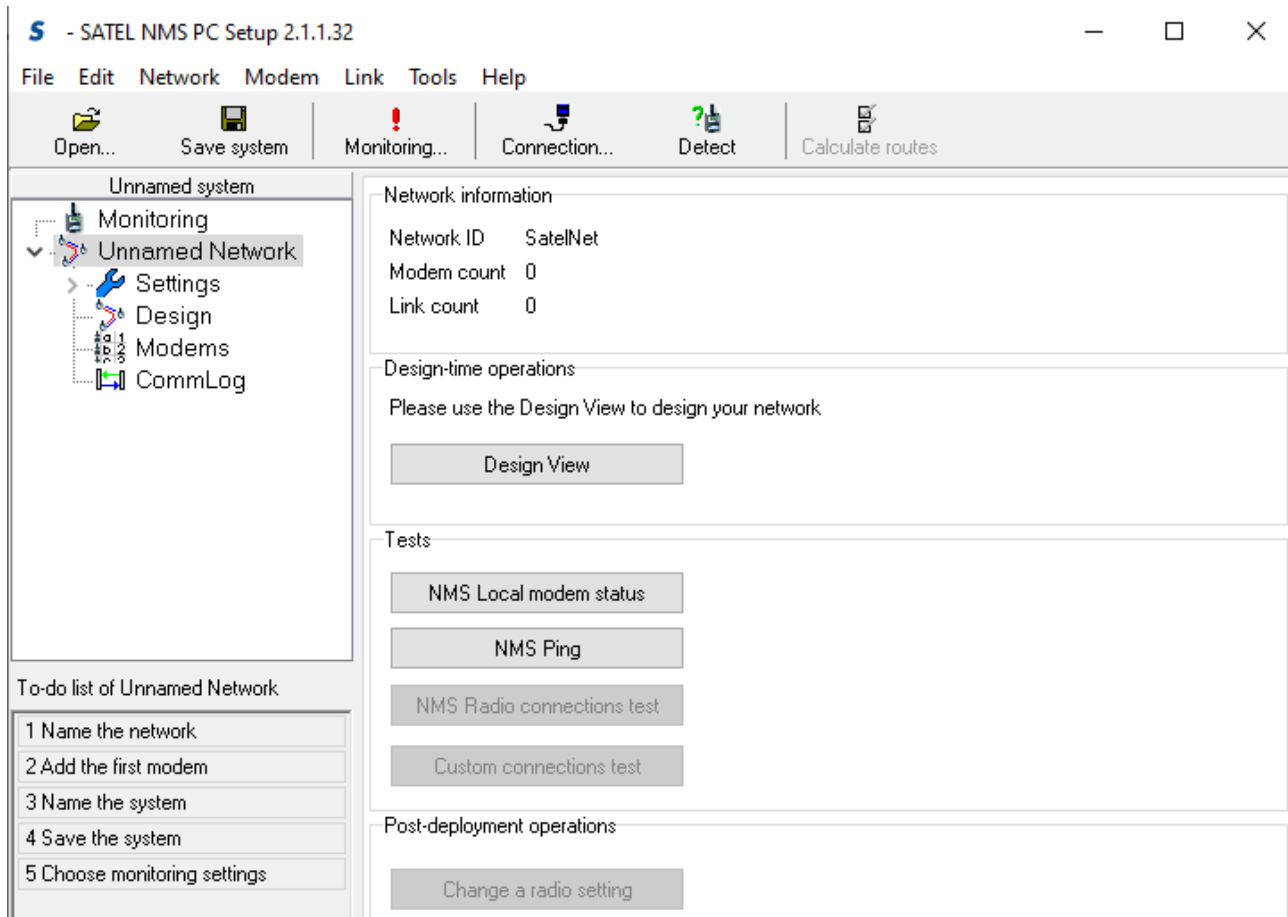 S - SATEL NMS PC Setup 2.1.1.32
File Edit Network Modem Link Tools Help
Open... Save system Monitoring... Connection... Detect Calculate routes
Unnamed system
Monitoring
Unnamed Network
Settings
Design
Modems
CommLog
To-do list of Unnamed Network
1 Name the network
2 Add the first modem
3 Name the system
4 Save the system
5 Choose monitoring settings
Network information
Network ID SatelNet
Modem count 0
Link count 0
Design-time operations
Please use the Design View to design your network
Design View
Tests
NMS Local modem status
NMS Ping
NMS Radio connections test
Custom connections test
Post-deployment operations
Change a radio setting